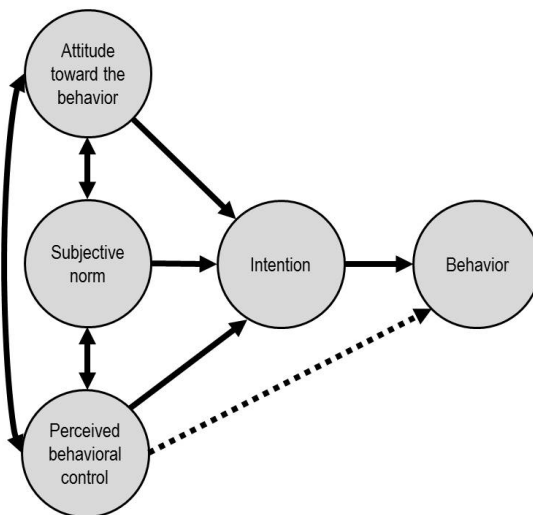 Attitude
toward the
behavior
Subjective
norm
Intention
Behavior
Perceived
behavioral
control